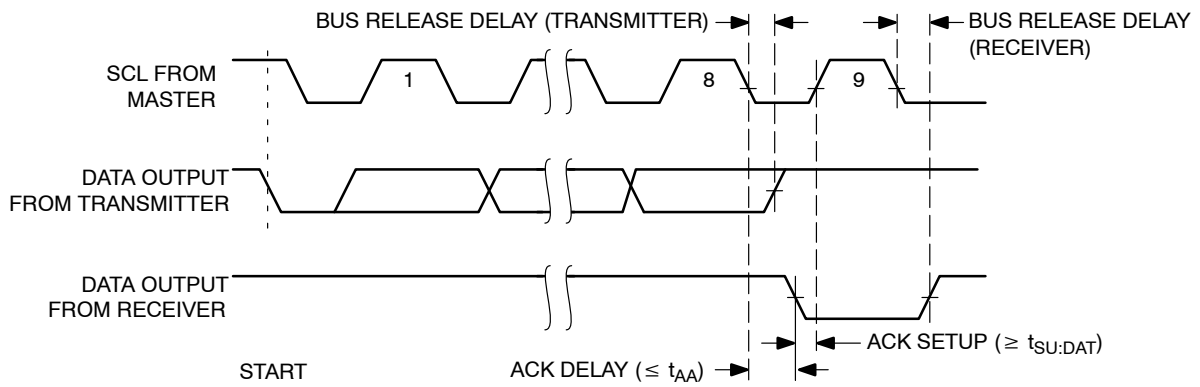 BUS RELEASE DELAY (TRANSMITTER)
BUS RELEASE DELAY
(RECEIVER)
SCL FROM
MASTER
1
8
9
DATA OUTPUT
FROM TRANSMITTER
DATA OUTPUT
FROM RECEIVER
ACK SETUP (≥ tSU:DAT)
START
ACK DELAY (≤ tAA)